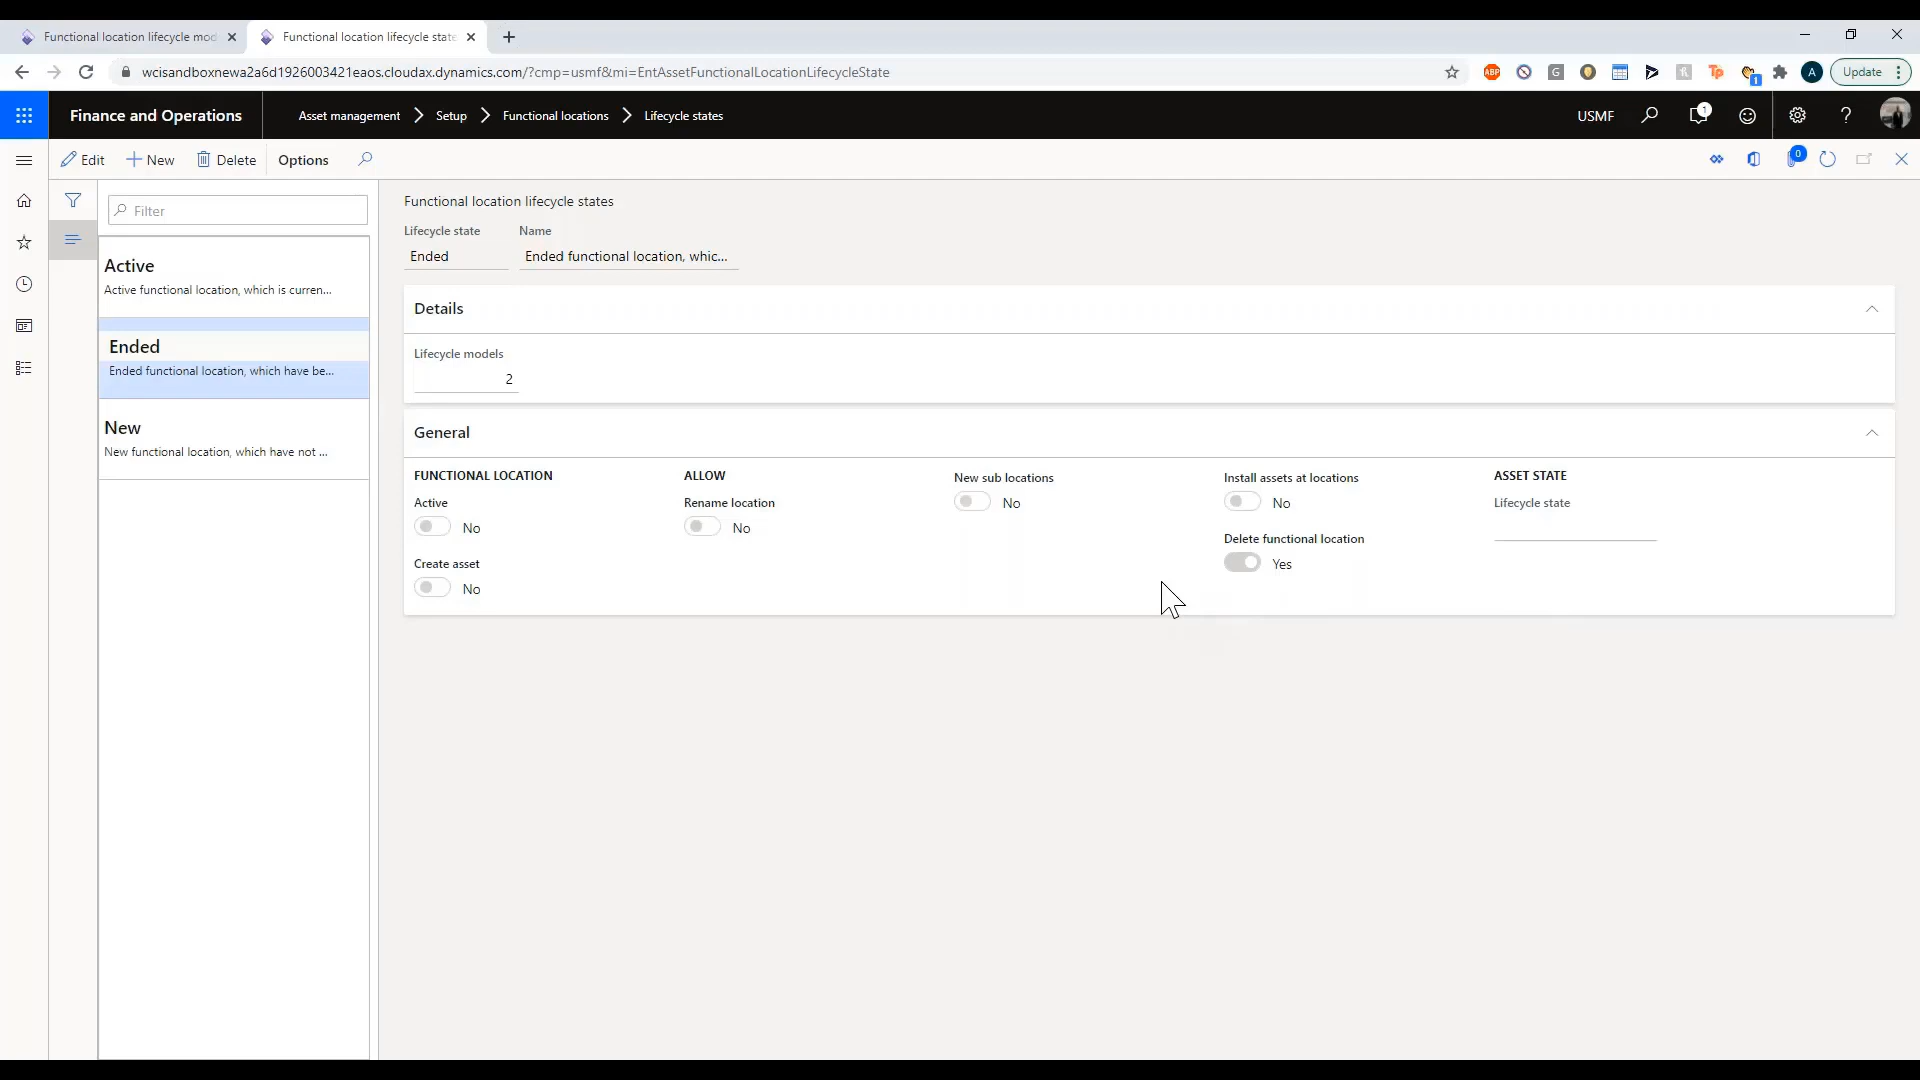 Functional location lifecycle mod
Functional location lifecycle state
wcisandboxnewa2a6d1926003421eaos.cloudax.dynamics.com/?cmp=usmf&mi=EntAssetFunctionalLocationLifecycleState
ABP
G
Tp
1
A
Update
Finance and Operations
Asset management
Setup
Functional locations
Lifecycle states
USMF
1
?
Edit
New
Delete
Options
0
Filter
Active
Active functional location, which is curren...
Ended
Ended functional location, which have be...
New
New functional location, which have not ...
Functional location lifecycle states
Lifecycle state
Name
Ended
Ended functional location, whic...
Details
Lifecycle models
2
General
FUNCTIONAL LOCATION
Active
No
Create asset
No
ALLOW
Rename location
No
New sub locations
No
Install assets at locations
No
Delete functional location
Yes
ASSET STATE
Lifecycle state